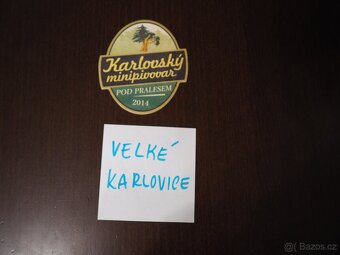 Karlovský
minipivovar
POD PRALESEM
2014
VELKÉ
KARLOVICE
Bazos.cz